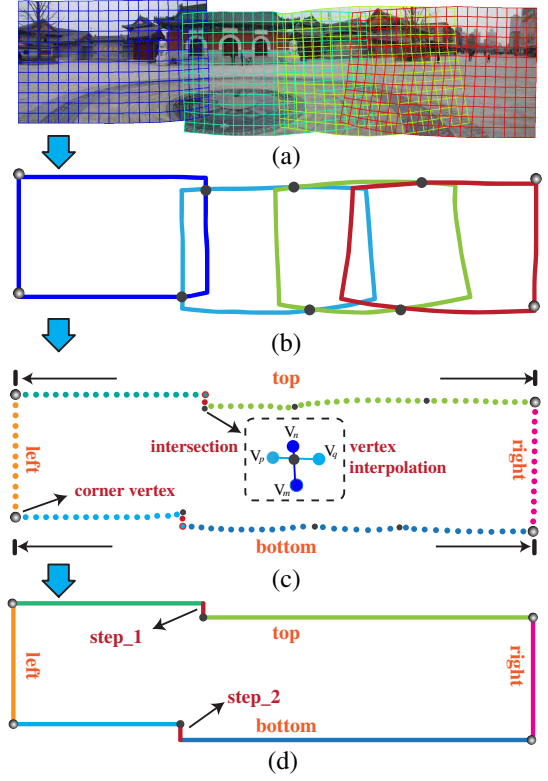 (a)
(b)
top
left
intersection
V_n
V_p
V_q
V_m
vertex
interpolation
right
corner vertex
bottom
(c)
step_1
top
left
right
step_2
bottom
(d)